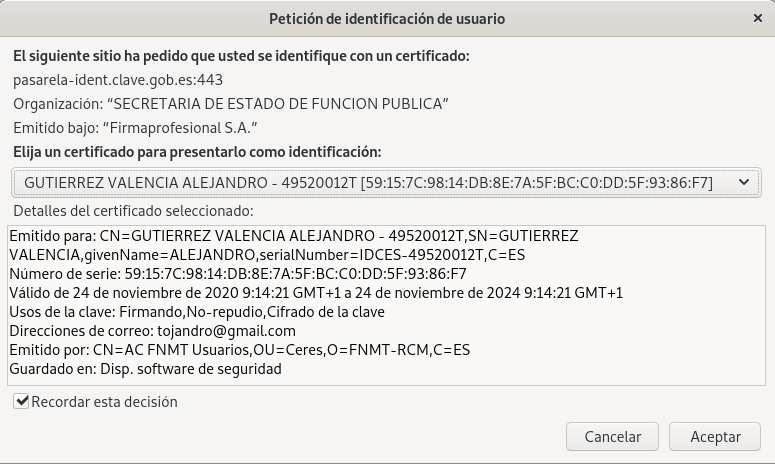 Petición de identificación de usuario
El siguiente sitio ha pedido que usted se identifique con un certificado:
pasarela-ident.clave.gob.es:443
Organización: “SECRETARIA DE ESTADO DE FUNCION PUBLICA”
Emitido bajo: “Firmaprofesional S.A.”
Elija un certificado para presentarlo como identificación:
GUTIERREZ VALENCIA ALEJANDRO - 49520012T [59:15:7C:98:14:DB:8E:7A:5F:BC:C0:DD:5F:93:86:F7]
Detalles del certificado seleccionado:
Emitido para: CN=GUTIERREZ VALENCIA ALEJANDRO - 49520012T,SN=GUTIERREZ
VALENCIA,givenName=ALEJANDRO,serialNumber=IDCES-49520012T,C=ES
Número de serie: 59:15:7C:98:14:DB:8E:7A:5F:BC:C0:DD:5F:93:86:F7
Válido de 24 de noviembre de 2020 9:14:21 GMT+1 a 24 de noviembre de 2024 9:14:21 GMT+1
Usos de la clave: Firmando,No-repudio,Cifrado de la clave
Direcciones de correo: tojandro@gmail.com
Emitido por: CN=AC FNMT Usuarios,OU=Ceres,O=FNMT-RCM,C=ES
Guardado en: Disp. software de seguridad
Recordar esta decisión
Cancelar
Aceptar